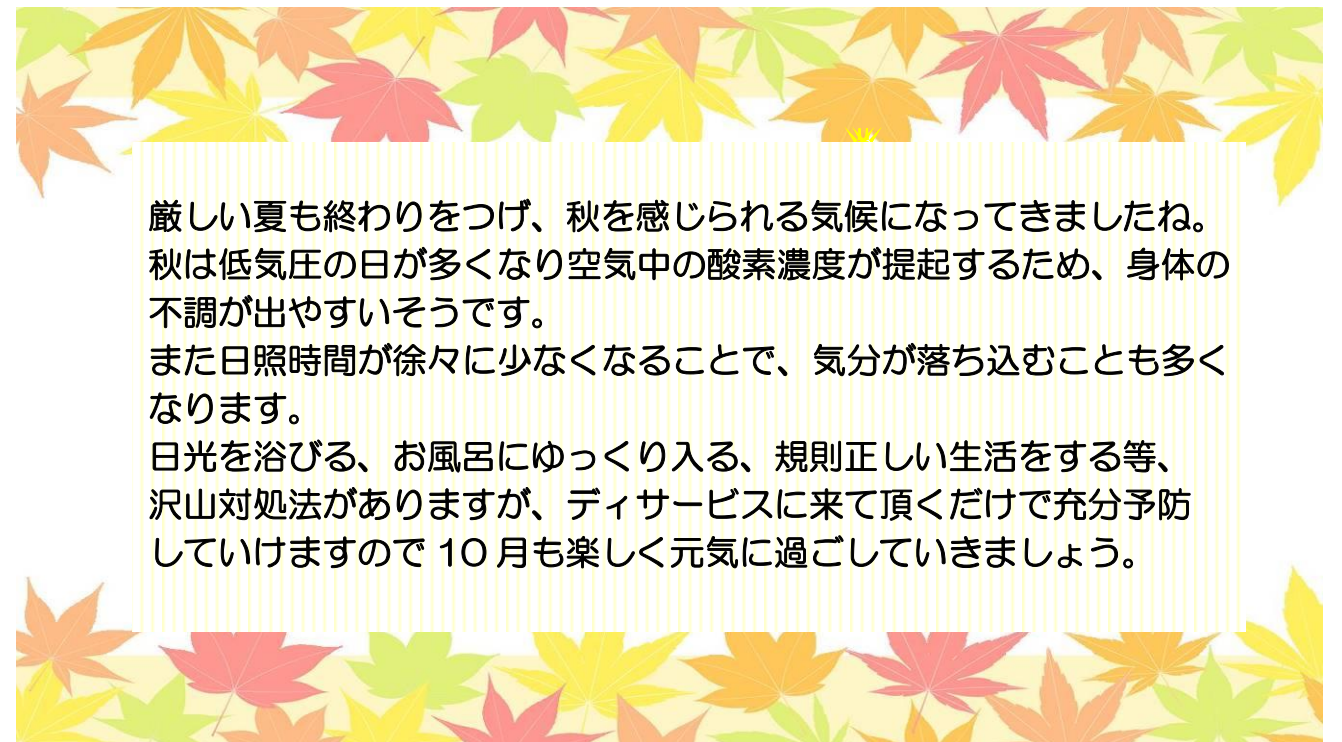 厳しい夏も終わりをつげ、秋を感じられる気候になってきましたね。
秋は低気圧の日が多くなり空気中の酸素濃度が提起するため、身体の
不調が出やすいそうです。
また日照時間が徐々に少なくなることで、気分が落ち込むことも多く
なります。
日光を浴びる、お風呂にゆっくり入る、規則正しい生活をする等、
沢山対処法がありますが、ディサービスに来て頂くだけで充分予防
していけますので 10 月も楽しく元気に過ごしていきましょう。